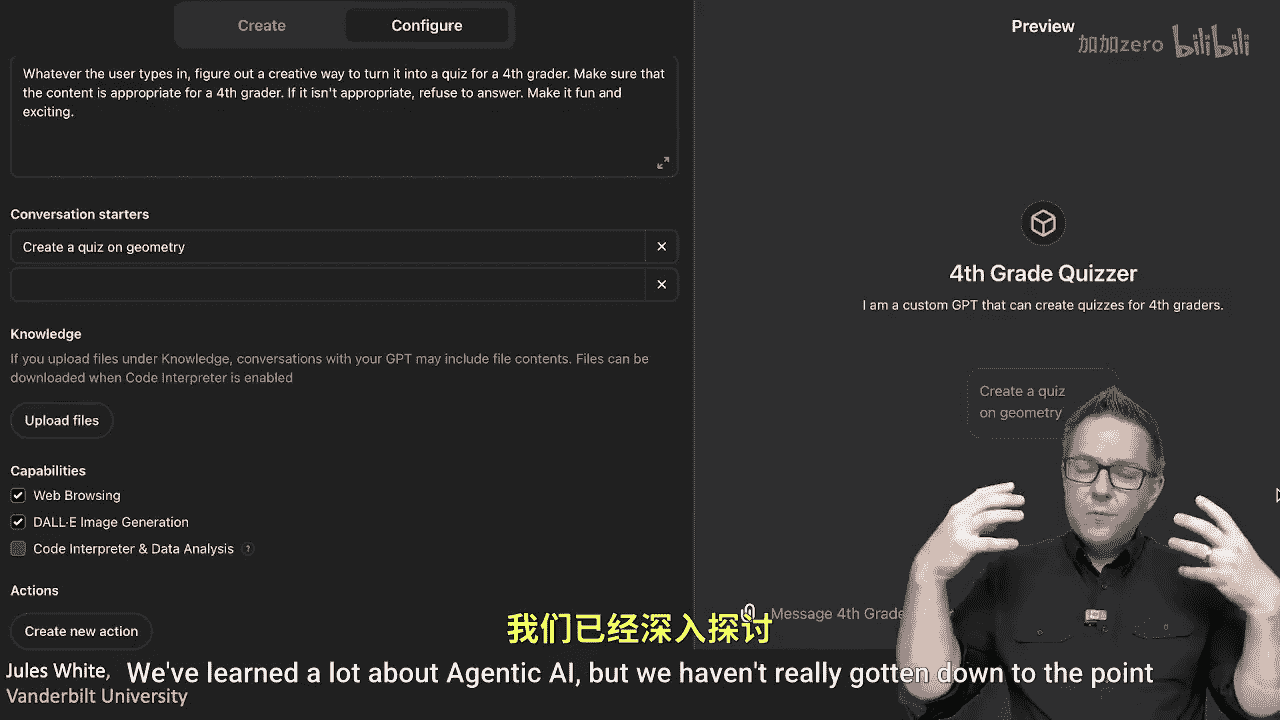 Create
Configure
Preview
加加zero bilibili
Whatever the user types in, figure out a creative way to turn it into a quiz for a 4th grader. Make sure that
the content is appropriate for a 4th grader. If it isn't appropriate, refuse to answer. Make it fun and
exciting.
Conversation starters
Create a quiz on geometry
4th Grade Quizzer
I am a custom GPT that can create quizzes for 4th graders.
Knowledge
If you upload files under Knowledge, conversations with your GPT may include file contents. Files can be
downloaded when Code Interpreter is enabled
Upload files
Create a quiz
on geometry
Capabilities
Web Browsing
DALL·E Image Generation
Code Interpreter & Data Analysis ?
Actions
Create new action
Message 4th Grade
我们已经深入探讨
Jules White,
Vanderbilt University
We've learned a lot about Agentic AI, but we haven't really gotten down to the point